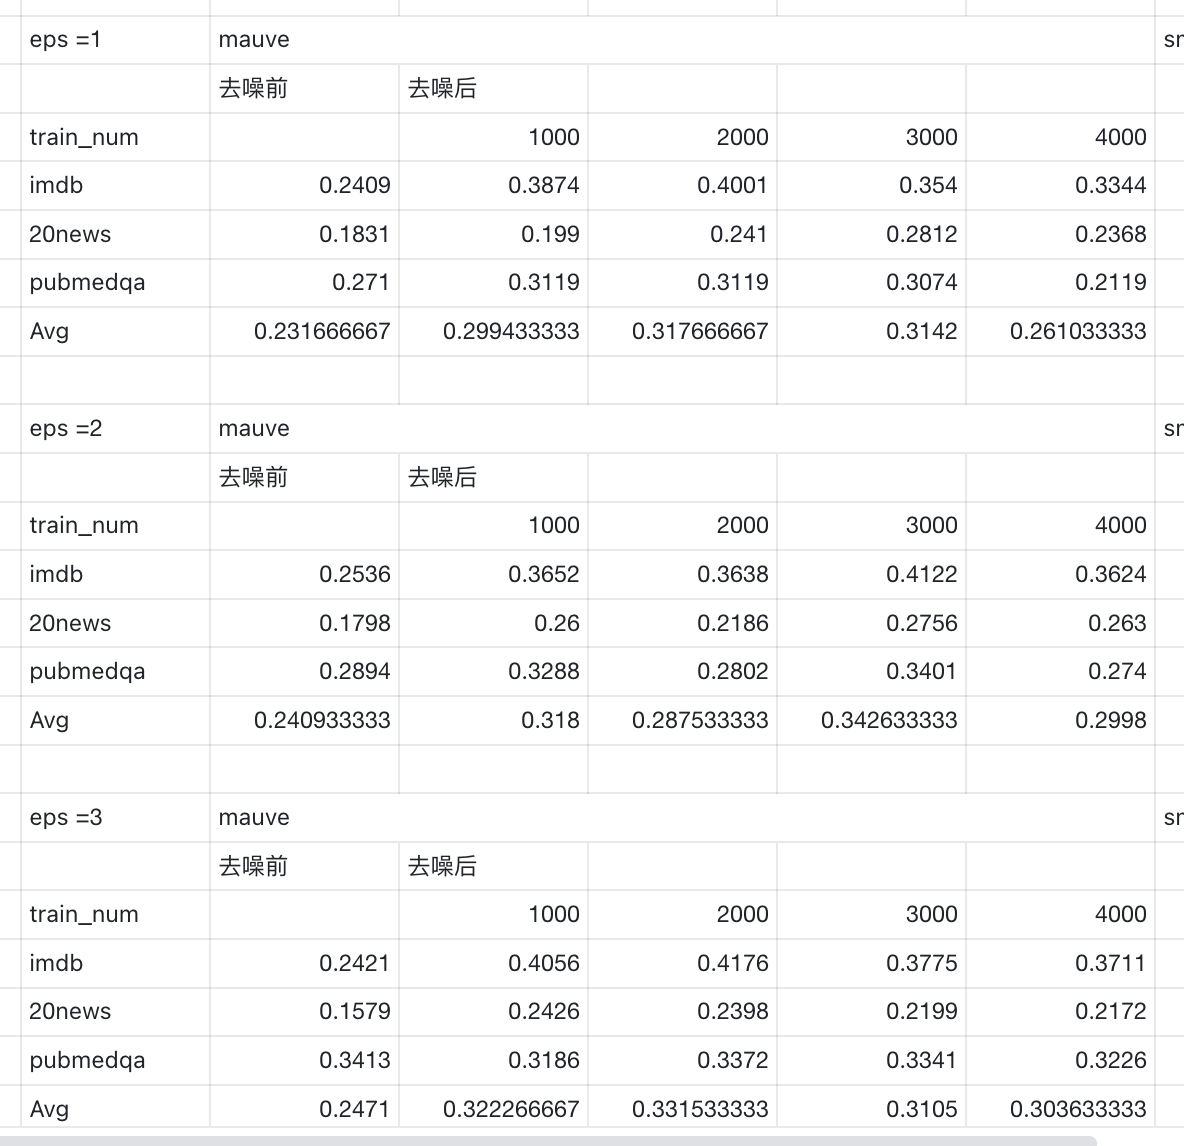 eps =1 mauve sn
去噪前 去噪后
train_num 1000 2000 3000 4000
imdb 0.2409 0.3874 0.4001 0.354 0.3344
20news 0.1831 0.199 0.241 0.2812 0.2368
pubmedqa 0.271 0.3119 0.3119 0.3074 0.2119
Avg 0.231666667 0.299433333 0.317666667 0.3142 0.261033333
eps =2 mauve sn
去噪前 去噪后
train_num 1000 2000 3000 4000
imdb 0.2536 0.3652 0.3638 0.4122 0.3624
20news 0.1798 0.26 0.2186 0.2756 0.263
pubmedqa 0.2894 0.3288 0.2802 0.3401 0.274
Avg 0.240933333 0.318 0.287533333 0.342633333 0.2998
eps =3 mauve sn
去噪前 去噪后
train_num 1000 2000 3000 4000
imdb 0.2421 0.4056 0.4176 0.3775 0.3711
20news 0.1579 0.2426 0.2398 0.2199 0.2172
pubmedqa 0.3413 0.3186 0.3372 0.3341 0.3226
Avg 0.2471 0.322266667 0.331533333 0.3105 0.303633333